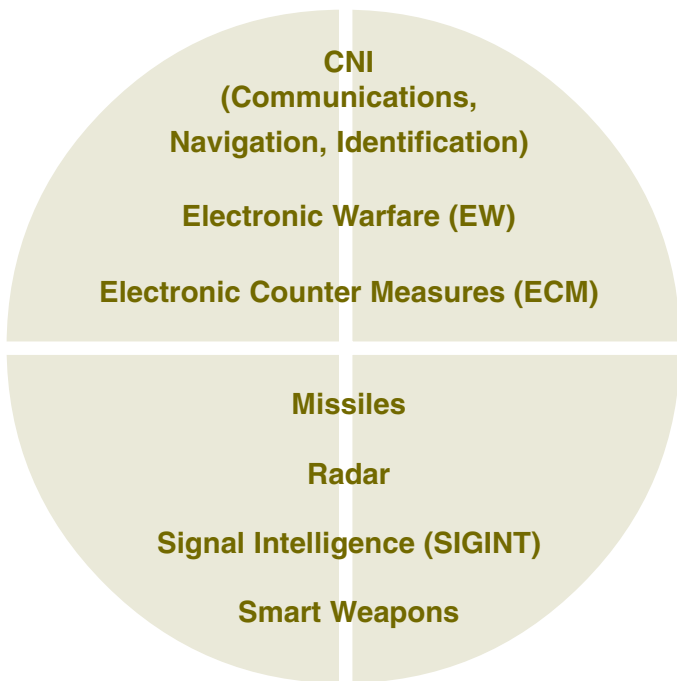 CNI
(Communications,
Navigation, Identification)
Electronic Warfare (EW)
Electronic Counter Measures (ECM)
Missiles
Radar
Signal Intelligence (SIGINT)
Smart Weapons